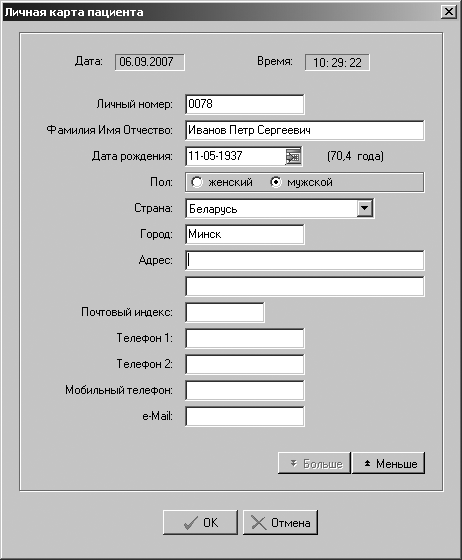 Личная карта пациента
Дата: 06.09.2007 Время: 10: 29: 22
Личный номер: 0078
Фамилия Имя Отчество: Иванов Петр Сергеевич
Дата рождения: 11-05-1937 (70,4 года)
Пол: женский мужской
Страна: Беларусь
Город: Минск
Адрес:
Почтовый индекс:
Телефон 1:
Телефон 2:
Мобильный телефон:
e-Mail:
Больше Меньше
OK Отмена